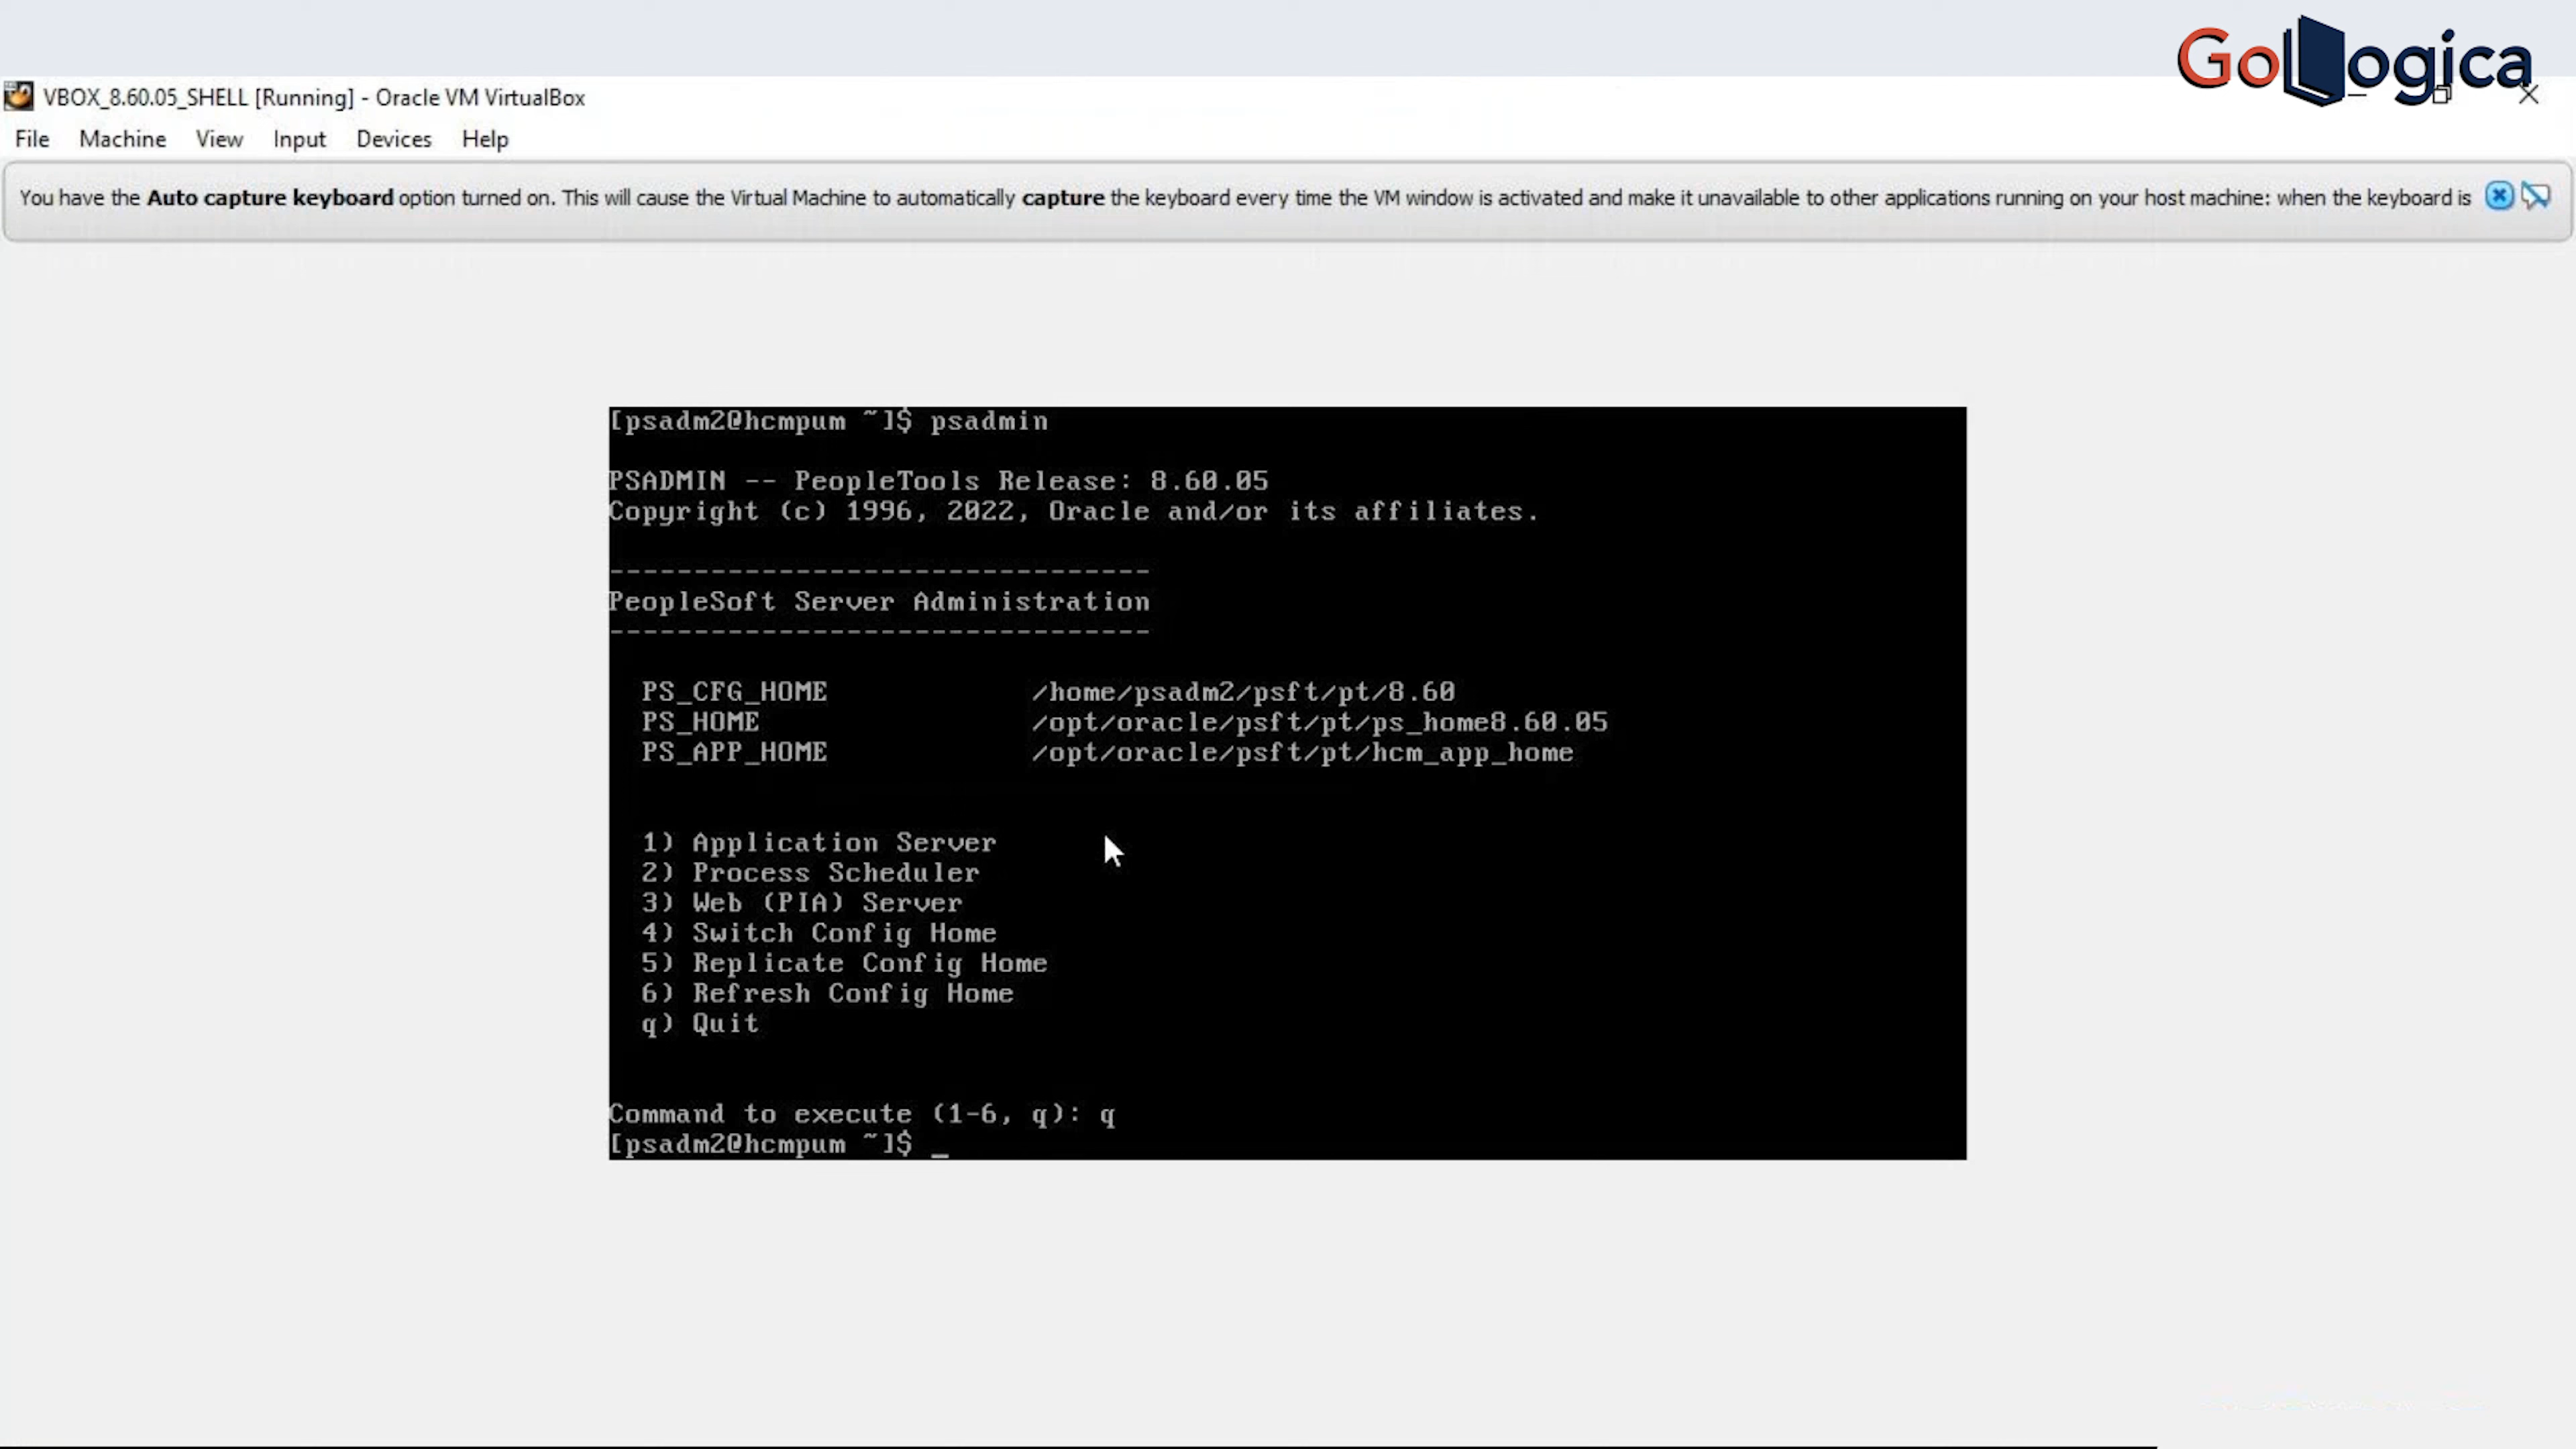 GoLogica
VBOX_8.60.05_SHELL [Running] - Oracle VM VirtualBox
File Machine View Input Devices Help
You have the Auto capture keyboard option turned on. This will cause the Virtual Machine to automatically capture the keyboard every time the VM window is activated and make it unavailable to other applications running on your host machine: when the keyboard is
[psadm2@hcmpum ~]$ psadmin
PSADMIN -- PeopleTools Release: 8.60.05
Copyright (c) 1996, 2022, Oracle and/or its affiliates.
--------------------------------
PeopleSoft Server Administration
--------------------------------
PS_CFG_HOME /home/psadm2/psft/pt/8.60
PS_HOME /opt/oracle/psft/pt/ps_home8.60.05
PS_APP_HOME /opt/oracle/psft/pt/hcm_app_home
1) Application Server
2) Process Scheduler
3) Web (PIA) Server
4) Switch Config Home
5) Replicate Config Home
6) Refresh Config Home
q) Quit
Command to execute (1-6, q): q
[psadm2@hcmpum ~]$ _